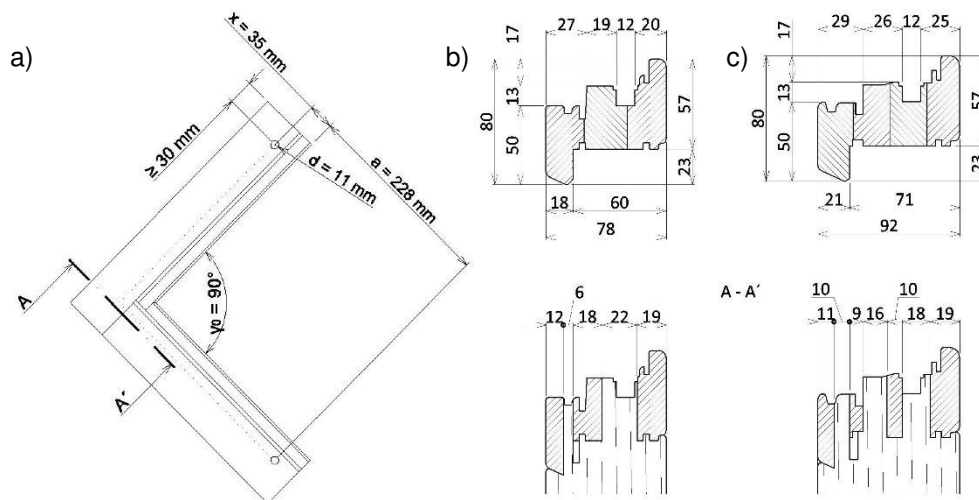 a)
x = 35 mm
≥ 30 mm
d = 11 mm
a = 228 mm
γ₀ = 90°
A
A´
b)
27 19 12 20
17
13
80
50
57
23
18 60
78
c)
29 26 12 25
17
13
80
50
57
23
21 71
92
6
12 18 22 19
A - A´
10 10
11 9 16 18 19